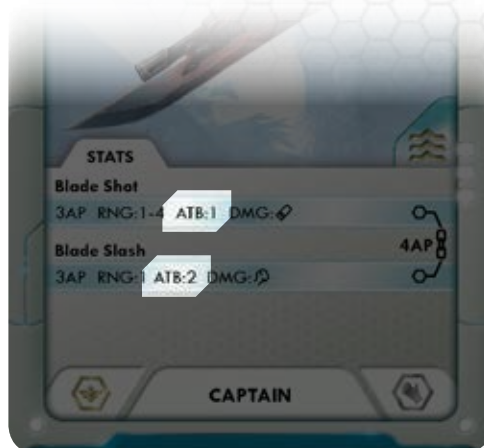 STATS
Blade Shot
3AP RNG:1-4 ATB:1 DMG:
4AP
Blade Slash
3AP RNG:1 ATB:2 DMG:
CAPTAIN